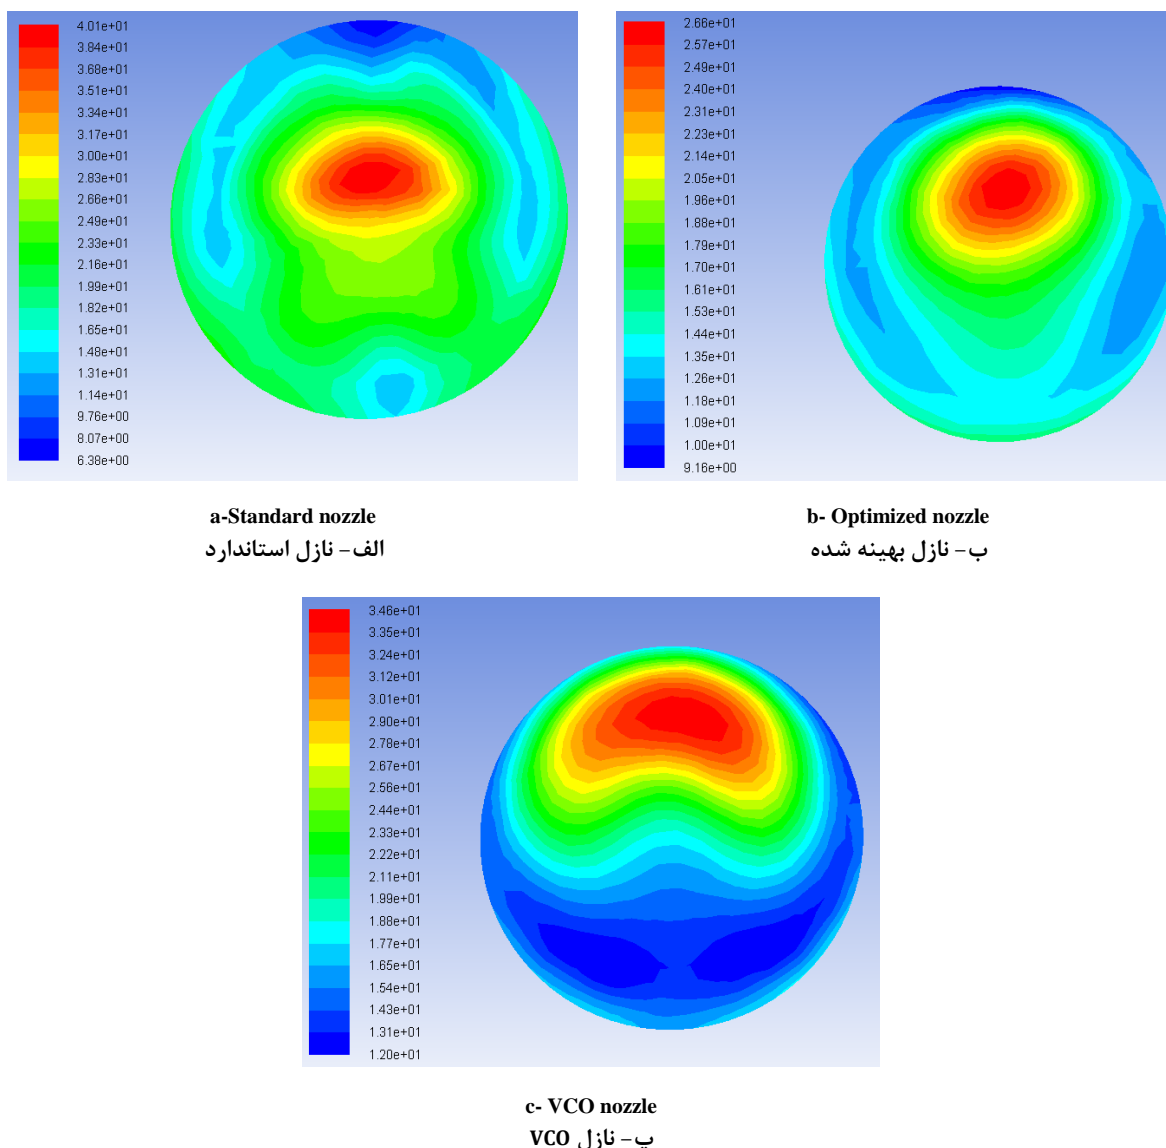 4.01e+01
3.84e+01
3.68e+01
3.51e+01
3.34e+01
3.17e+01
3.00e+01
2.83e+01
2.66e+01
2.49e+01
2.33e+01
2.16e+01
1.99e+01
1.82e+01
1.65e+01
1.48e+01
1.31e+01
1.14e+01
9.76e+00
8.07e+00
6.38e+00
a-Standard nozzle
الف- نازل استاندارد
2.66e+01
2.57e+01
2.49e+01
2.40e+01
2.31e+01
2.23e+01
2.14e+01
2.05e+01
1.96e+01
1.88e+01
1.79e+01
1.70e+01
1.61e+01
1.53e+01
1.44e+01
1.35e+01
1.26e+01
1.18e+01
1.09e+01
1.00e+01
9.16e+00
b- Optimized nozzle
ب- نازل بهینه شده
3.46e+01
3.35e+01
3.24e+01
3.12e+01
3.01e+01
2.90e+01
2.78e+01
2.67e+01
2.56e+01
2.44e+01
2.33e+01
2.22e+01
2.11e+01
1.99e+01
1.88e+01
1.77e+01
1.65e+01
1.54e+01
1.43e+01
1.31e+01
1.20e+01
c- VCO nozzle
پ- نازل VCO